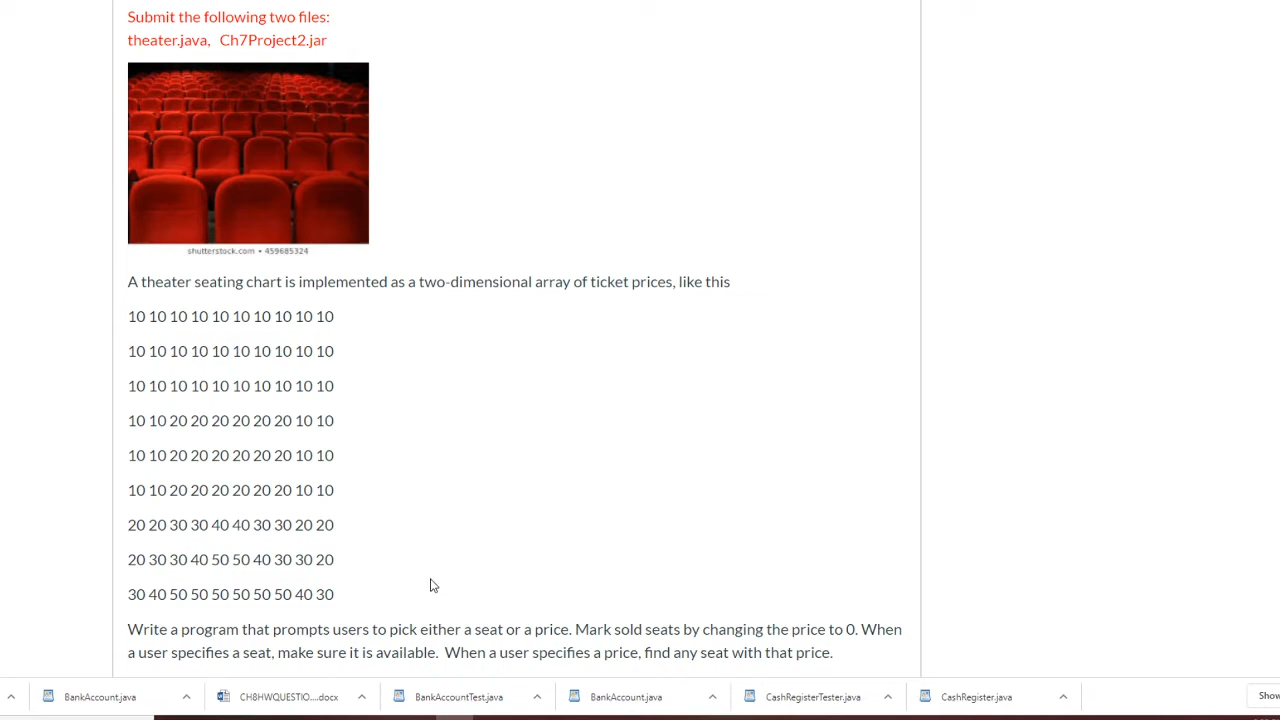 Submit the following two files:
theater.java, Ch7Project2.jar
shutterstock.com • 459685324
A theater seating chart is implemented as a two-dimensional array of ticket prices, like this
10 10 10 10 10 10 10 10 10 10
10 10 10 10 10 10 10 10 10 10
10 10 10 10 10 10 10 10 10 10
10 10 20 20 20 20 20 20 10 10
10 10 20 20 20 20 20 20 10 10
10 10 20 20 20 20 20 20 10 10
20 20 30 30 40 40 30 30 20 20
20 30 30 40 50 50 40 30 30 20
30 40 50 50 50 50 50 50 40 30
Write a program that prompts users to pick either a seat or a price. Mark sold seats by changing the price to 0. When
a user specifies a seat, make sure it is available. When a user specifies a price, find any seat with that price.
BankAccount.java CH8HWQUESTIO....docx BankAccountTest.java BankAccount.java CashRegisterTester.java CashRegister.java Show